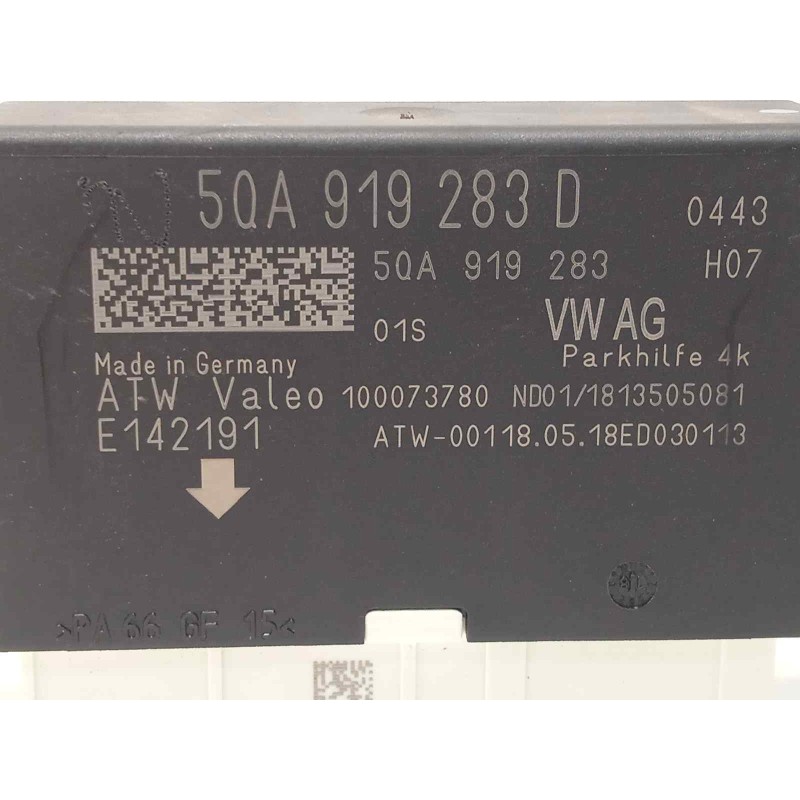 5QA 919 283 D 0443
5QA 919 283 H07
01S VW AG
Made in Germany Parkhilfe 4k
ATW Valeo 100073780 ND01/1813505081
E142191 ATW-00118.05.18ED030113
>PA 66 GF 15<